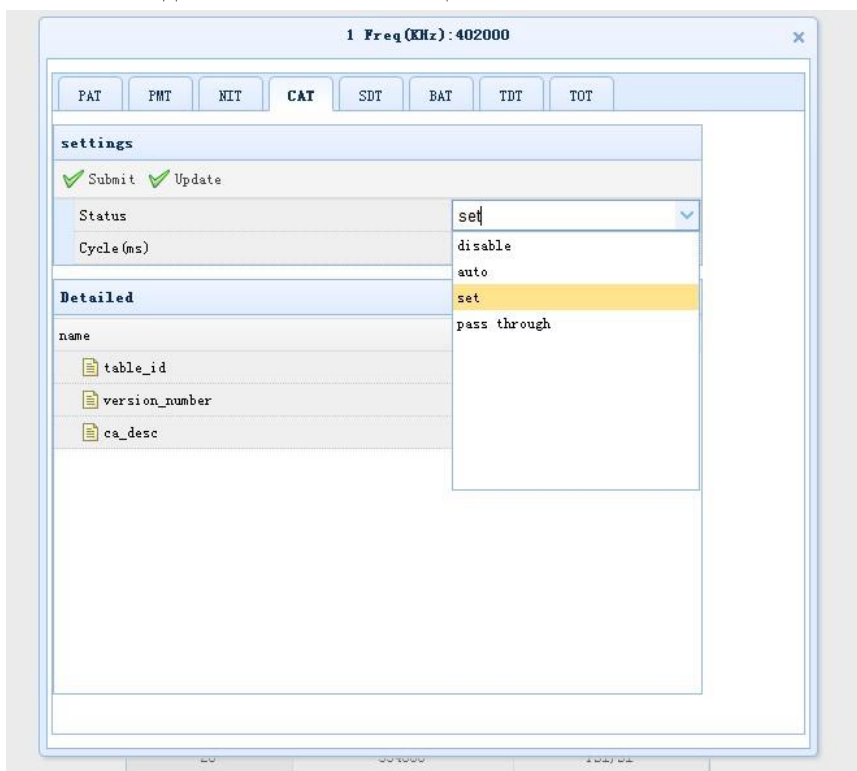 1 Freq(KHz):402000
PAT PMT NIT CAT SDT BAT TDT TOT
settings
Submit Update
Status set
Cycle(ms) disable
auto
Detailed set
name pass through
table_id
version_number
ca_desc